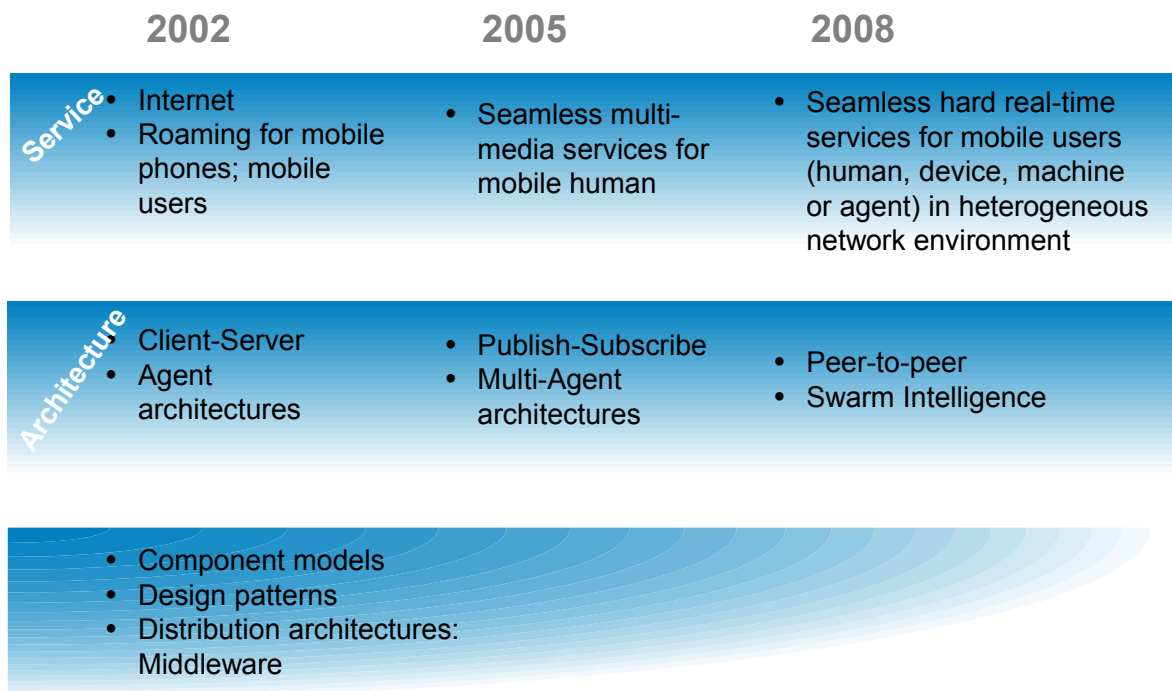 2002 2005 2008
Service
• Internet
• Roaming for mobile
phones; mobile
users
• Seamless multi-
media services for
mobile human
• Seamless hard real-time
services for mobile users
(human, device, machine
or agent) in heterogeneous
network environment
Architecture
• Client-Server
• Agent
architectures
• Publish-Subscribe
• Multi-Agent
architectures
• Peer-to-peer
• Swarm Intelligence
• Component models
• Design patterns
• Distribution architectures:
Middleware